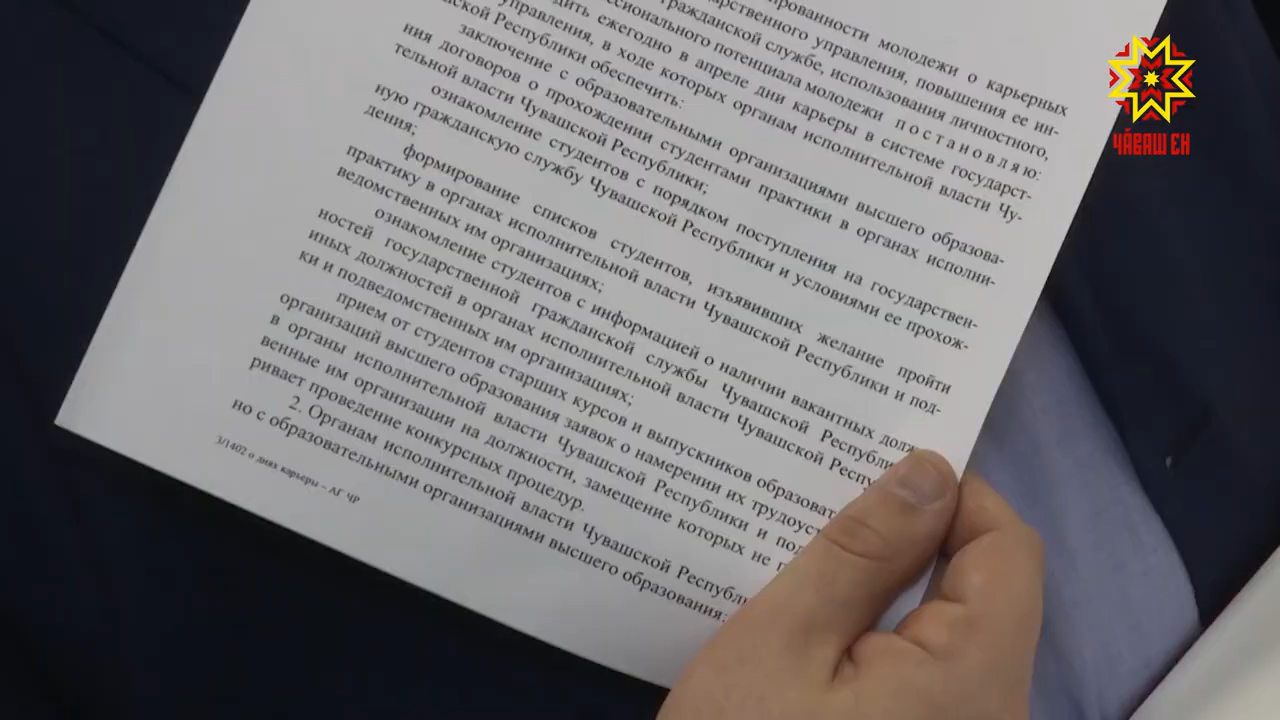 рованности молодежи о карьерных
арственного управления, повышения ее ин-
гражданской службе, использования личностного,
ссионального потенциала молодежи п о с т а н о в л я ю:
дить ежегодно в апреле дни карьеры в системе государст-
управления, в ходе которых органам исполнительной власти Чу-
ской Республики обеспечить:
заключение с образовательными организациями высшего образова-
ния договоров о прохождении студентами практики в органах исполни-
тельной власти Чувашской Республики;
ознакомление студентов с порядком поступления на государствен-
ную гражданскую службу Чувашской Республики и условиями ее прохож-
дения;
формирование списков студентов, изъявивших желание пройти
практику в органах исполнительной власти Чувашской Республики и под-
ведомственных им организациях;
ознакомление студентов с информацией о наличии вакантных долж
ностей государственной гражданской службы Чувашской Республи
иных должностей в органах исполнительной власти Чувашской Респу
ки и подведомственных им организациях;
прием от студентов старших курсов и выпускников образоват
организаций высшего образования заявок о намерении их трудоуст
в органы исполнительной власти Чувашской Республики и под
венные им организации на должности, замещение которых не п
ривает проведение конкурсных процедур.
2. Органам исполнительной власти Чувашской Республ
но с образовательными организациями высшего образования:
3/1402 о днях карьеры – АГ ЧР
ЧӐВАШ ЕН